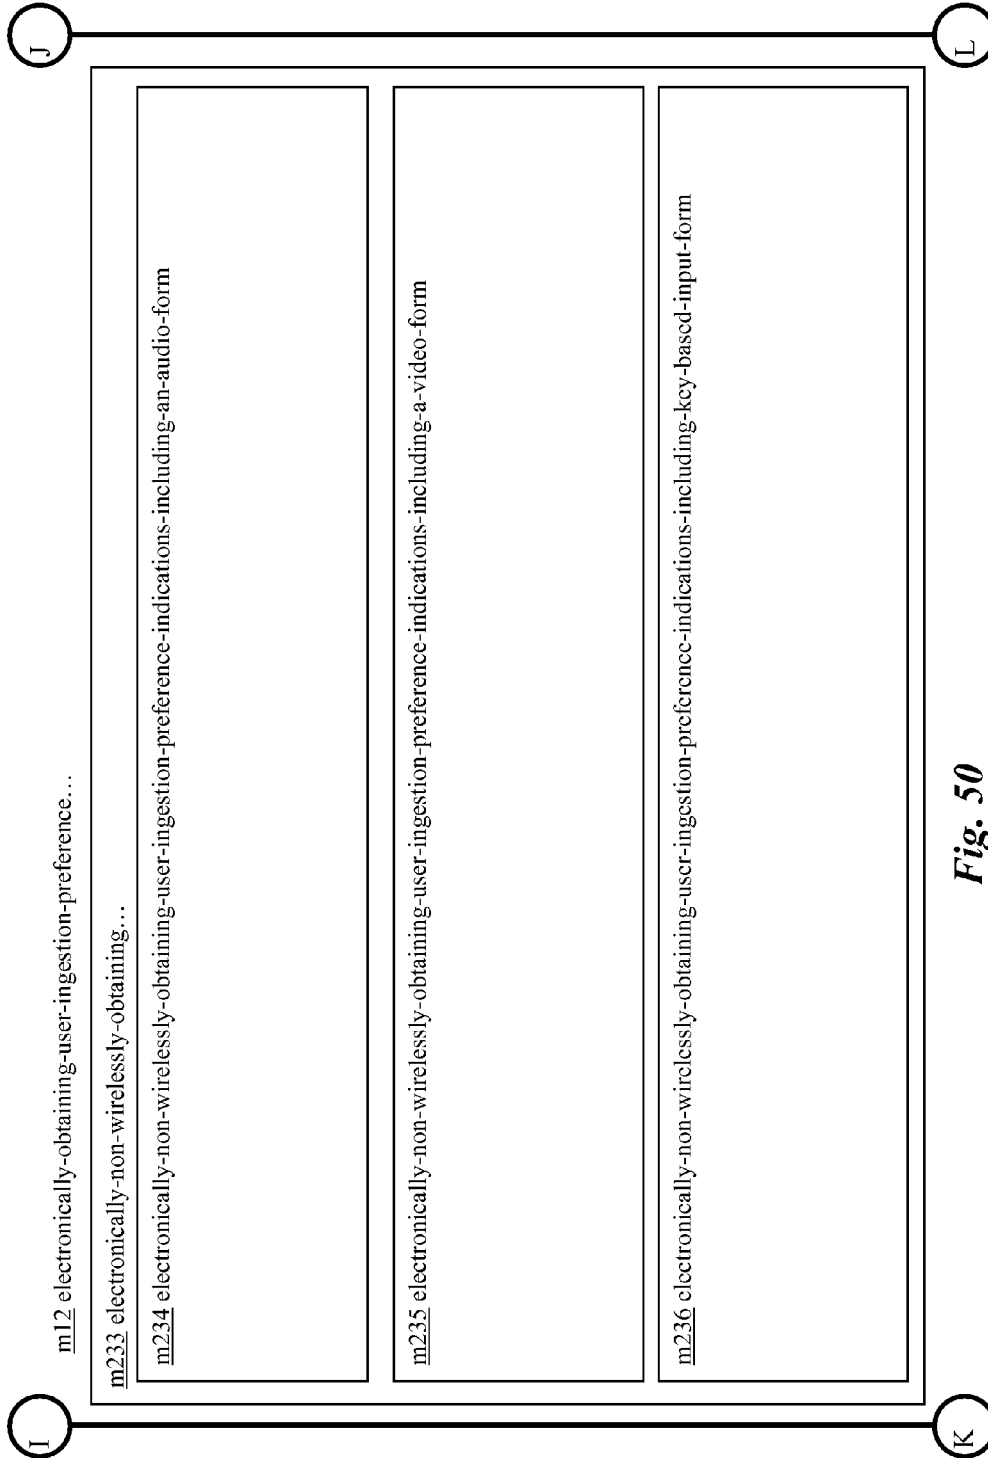 I
J
m12 electronically-obtaining-user-ingestion-preference…
m233 electronically-non-wirelessly-obtaining…
m234 electronically-non-wirelessly-obtaining-user-ingestion-preference-indications-including-an-audio-form
m235 electronically-non-wirelessly-obtaining-user-ingestion-preference-indications-including-a-video-form
m236 electronically-non-wirelessly-obtaining-user-ingestion-preference-indications-including-key-based-input-form
K
L
Fig. 50